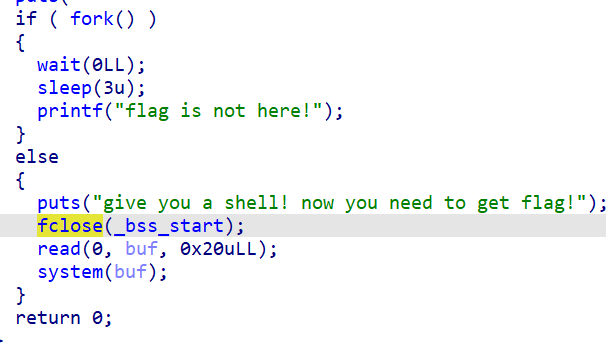 if ( fork() )
{
wait(0LL);
sleep(3u);
printf("flag is not here!");
}
else
{
puts("give you a shell! now you need to get flag!");
fclose(_bss_start);
read(0, buf, 0x20uLL);
system(buf);
}
return 0;